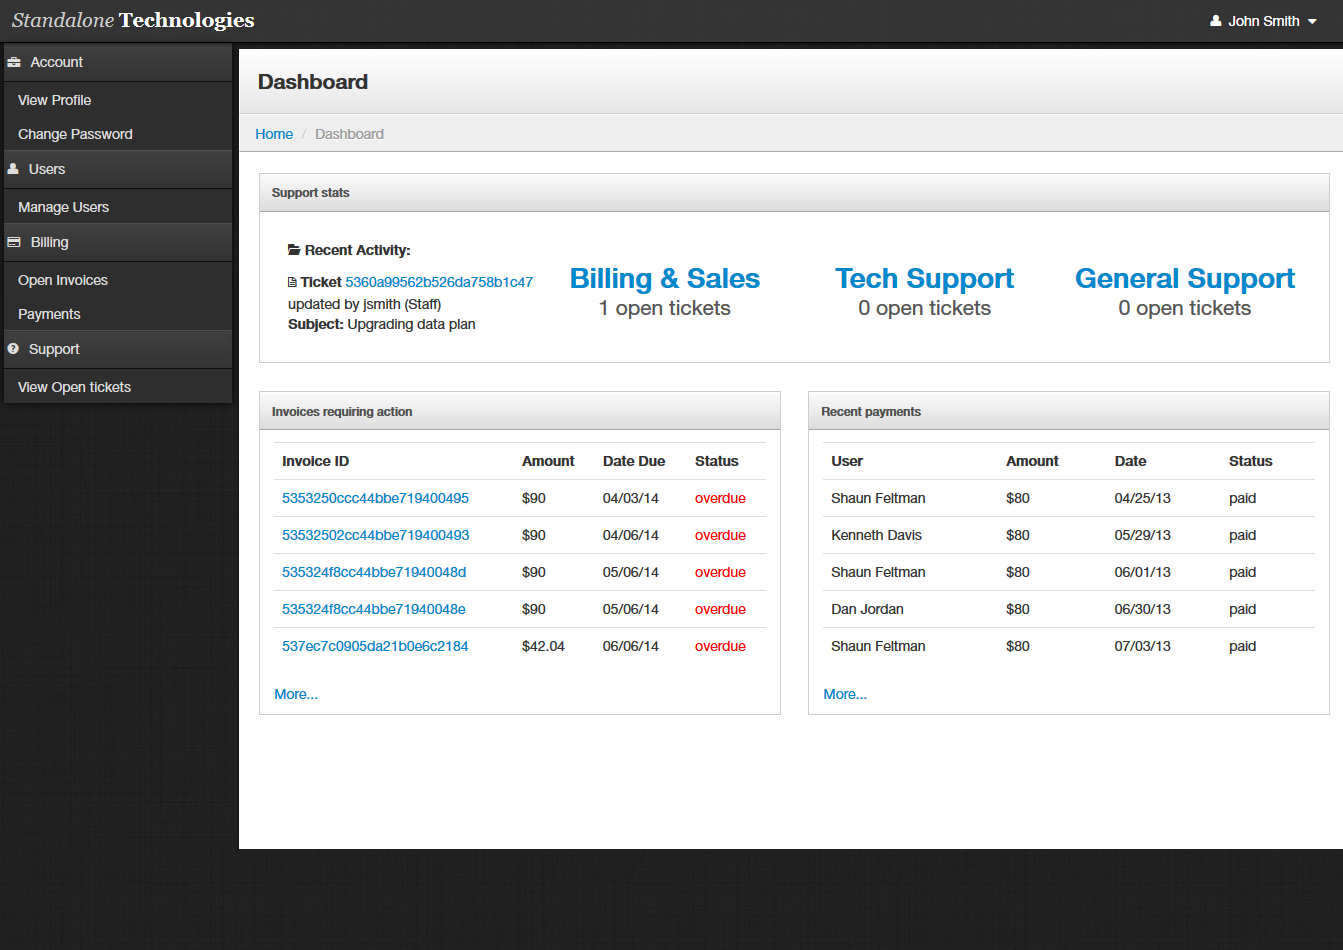 Standalone Technologies
John Smith
Account
View Profile
Change Password
Users
Manage Users
Billing
Open Invoices
Payments
Support
View Open tickets
Dashboard
Home / Dashboard
Support stats
Recent Activity:
Ticket 5360a99562b526da758b1c47
updated by jsmith (Staff)
Subject: Upgrading data plan
Billing & Sales
1 open tickets
Tech Support
0 open tickets
General Support
0 open tickets
Invoices requiring action
Invoice ID Amount Date Due Status
5353250ccc44bbe719400495 $90 04/03/14 overdue
53532502cc44bbe719400493 $90 04/06/14 overdue
535324f8cc44bbe71940048d $90 05/06/14 overdue
535324f8cc44bbe71940048e $90 05/06/14 overdue
537ec7c0905da21b0e6c2184 $42.04 06/06/14 overdue
More...
Recent payments
User Amount Date Status
Shaun Feltman $80 04/25/13 paid
Kenneth Davis $80 05/29/13 paid
Shaun Feltman $80 06/01/13 paid
Dan Jordan $80 06/30/13 paid
Shaun Feltman $80 07/03/13 paid
More...